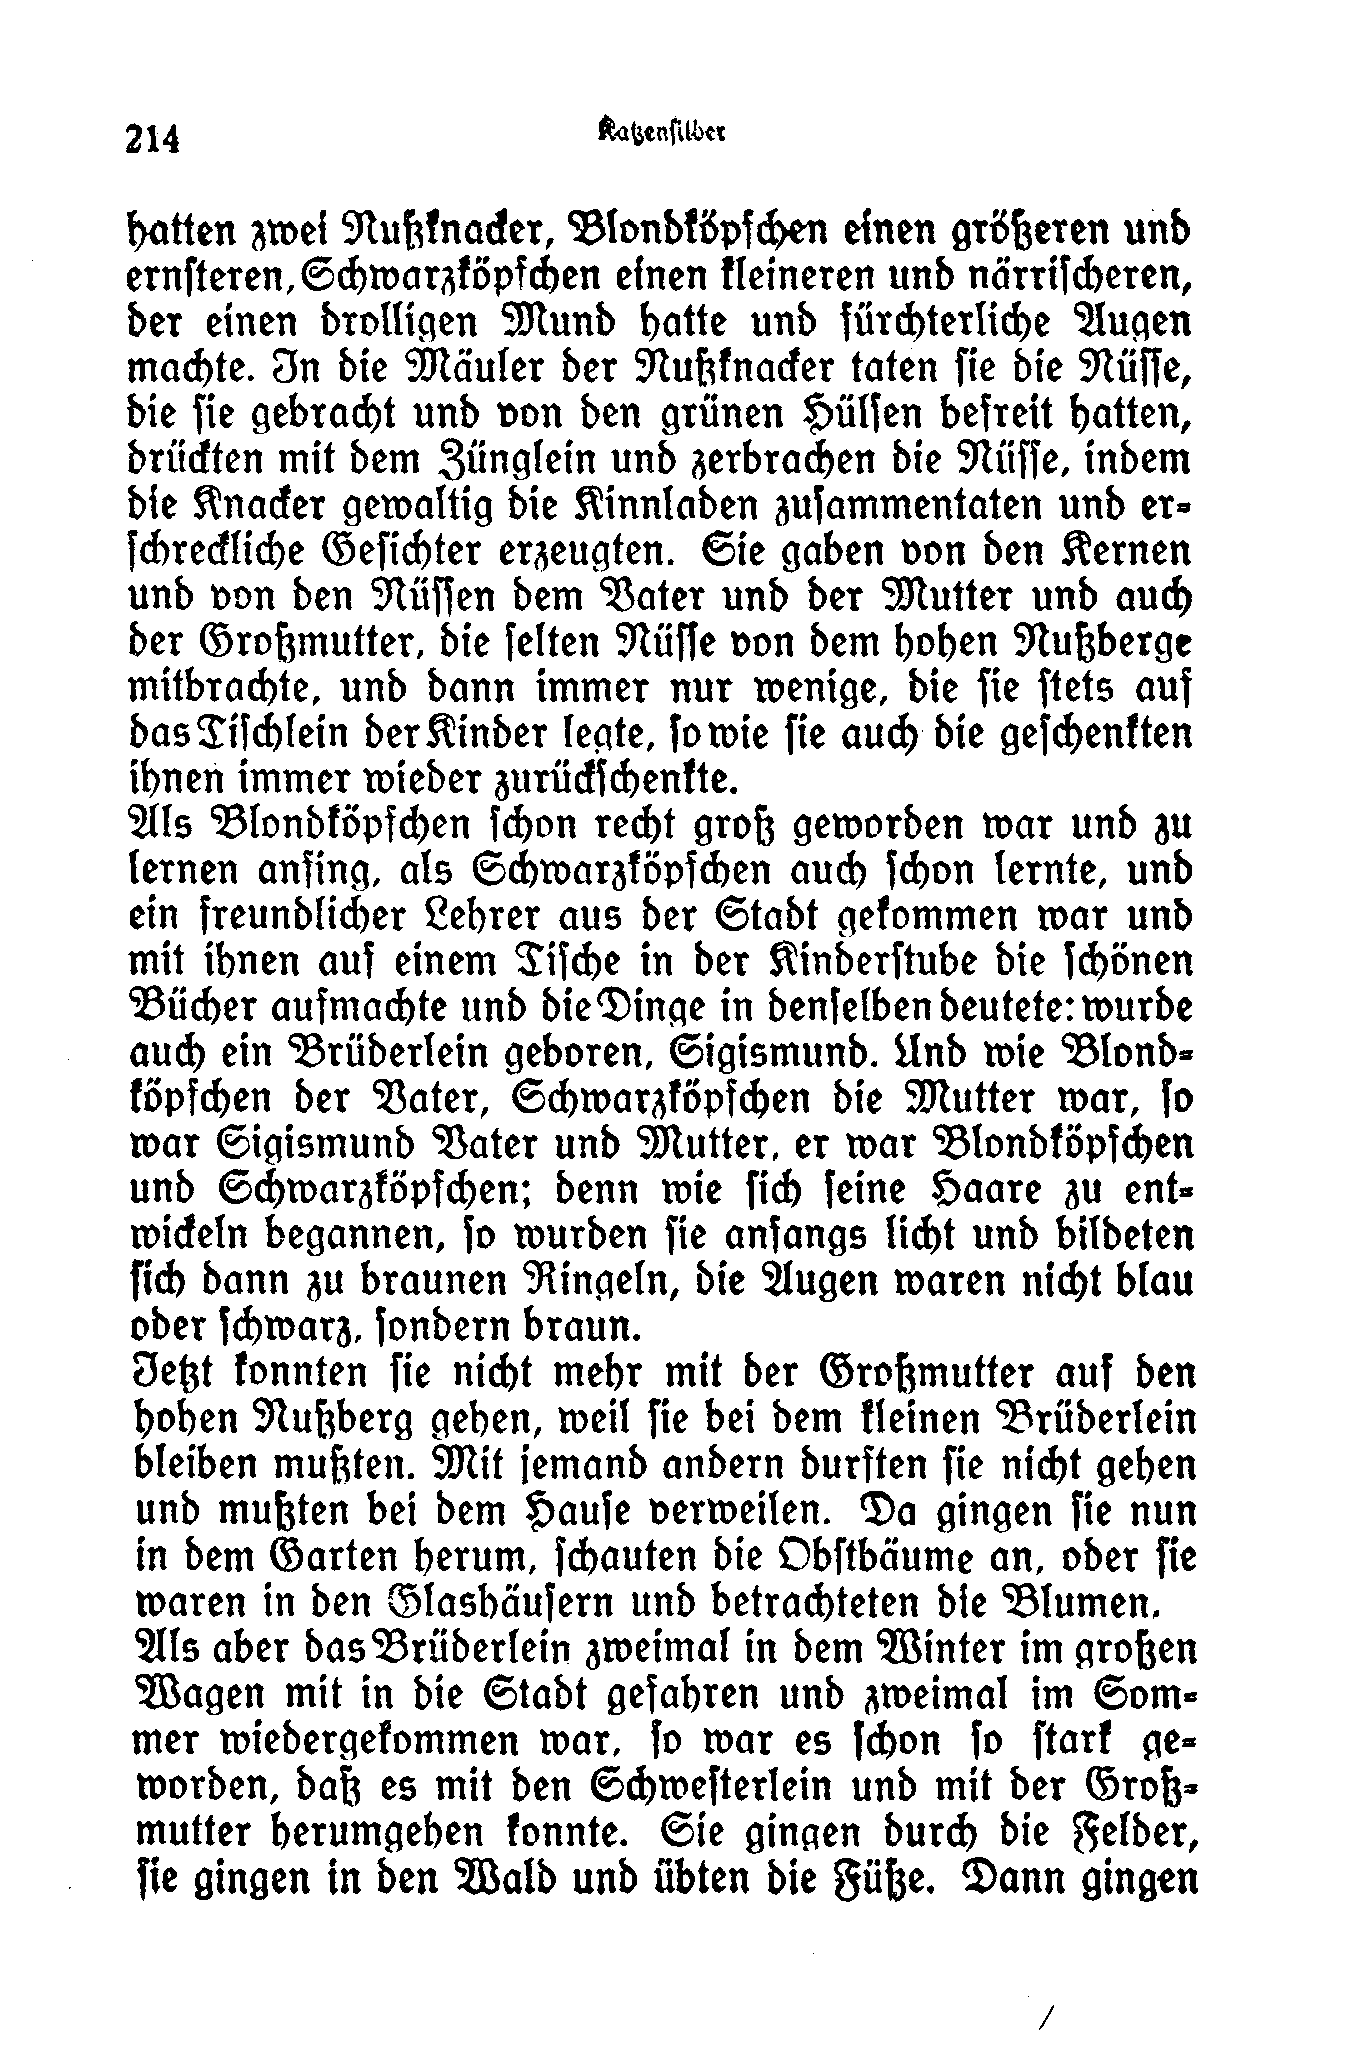 214 Katzensilber
hatten zwei Nußknacker, Blondköpfchen einen größeren und
ernsteren, Schwarzköpfchen einen kleineren und närrischeren,
der einen drolligen Mund hatte und fürchterliche Augen
machte. In die Mäuler der Nußknacker taten sie die Nüsse,
die sie gebracht und von den grünen Hülsen befreit hatten,
drückten mit dem Zünglein und zerbrachen die Nüsse, indem
die Knacker gewaltig die Kinnladen zusammentaten und er-
schreckliche Gesichter erzeugten. Sie gaben von den Kernen
und von den Nüssen dem Vater und der Mutter und auch
der Großmutter, die selten Nüsse von dem hohen Nußberge
mitbrachte, und dann immer nur wenige, die sie stets auf
das Tischlein der Kinder legte, so wie sie auch die geschenkten
ihnen immer wieder zurückschenkte.
Als Blondköpfchen schon recht groß geworden war und zu
lernen anfing, als Schwarzköpfchen auch schon lernte, und
ein freundlicher Lehrer aus der Stadt gekommen war und
mit ihnen auf einem Tische in der Kinderstube die schönen
Bücher aufmachte und die Dinge in denselben deutete: wurde
auch ein Brüderlein geboren, Sigismund. Und wie Blond-
köpfchen der Vater, Schwarzköpfchen die Mutter war, so
war Sigismund Vater und Mutter, er war Blondköpfchen
und Schwarzköpfchen; denn wie sich seine Haare zu ent-
wickeln begannen, so wurden sie anfangs licht und bildeten
sich dann zu braunen Ringeln, die Augen waren nicht blau
oder schwarz, sondern braun.
Jetzt konnten sie nicht mehr mit der Großmutter auf den
hohen Nußberg gehen, weil sie bei dem kleinen Brüderlein
bleiben mußten. Mit jemand andern durften sie nicht gehen
und mußten bei dem Hause verweilen. Da gingen sie nun
in dem Garten herum, schauten die Obstbäume an, oder sie
waren in den Glashäusern und betrachteten die Blumen.
Als aber das Brüderlein zweimal in dem Winter im großen
Wagen mit in die Stadt gefahren und zweimal im Som-
mer wiedergekommen war, so war es schon so stark ge-
worden, daß es mit den Schwesterlein und mit der Groß-
mutter herumgehen konnte. Sie gingen durch die Felder,
sie gingen in den Wald und übten die Füße. Dann gingen